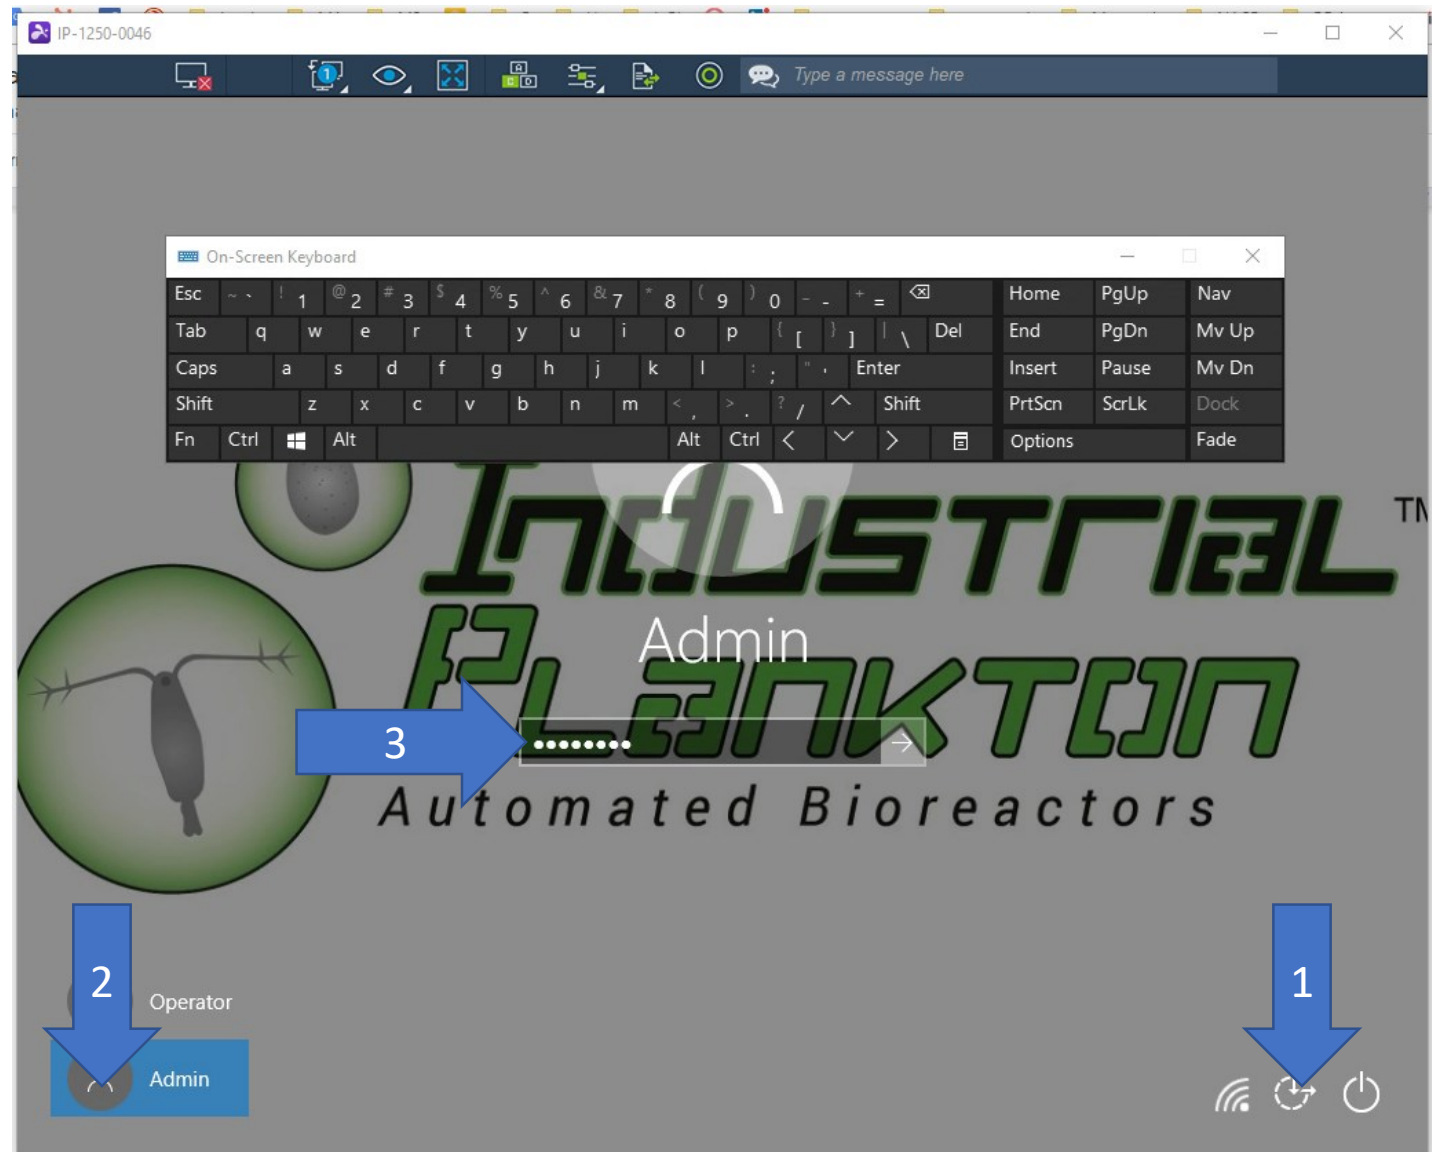 IP-1250-0046
1
A
C D
Type a message here
On-Screen Keyboard
Esc ~ ` ! 1 @ 2 # 3 $ 4 % 5 ^ 6 & 7 * 8 ( 9 ) 0 _ - + = Home PgUp Nav
Tab q w e r t y u i o p { [ } ] | \ Del End PgDn Mv Up
Caps a s d f g h j k l : ; " ' Enter Insert Pause Mv Dn
Shift z x c v b n m < , > . ? / Shift PrtScn ScrLk Dock
Fn Ctrl Alt Alt Ctrl Options Fade
Industrial
Plankton
Automated Bioreactors
Admin
3
2
Operator
Admin
1